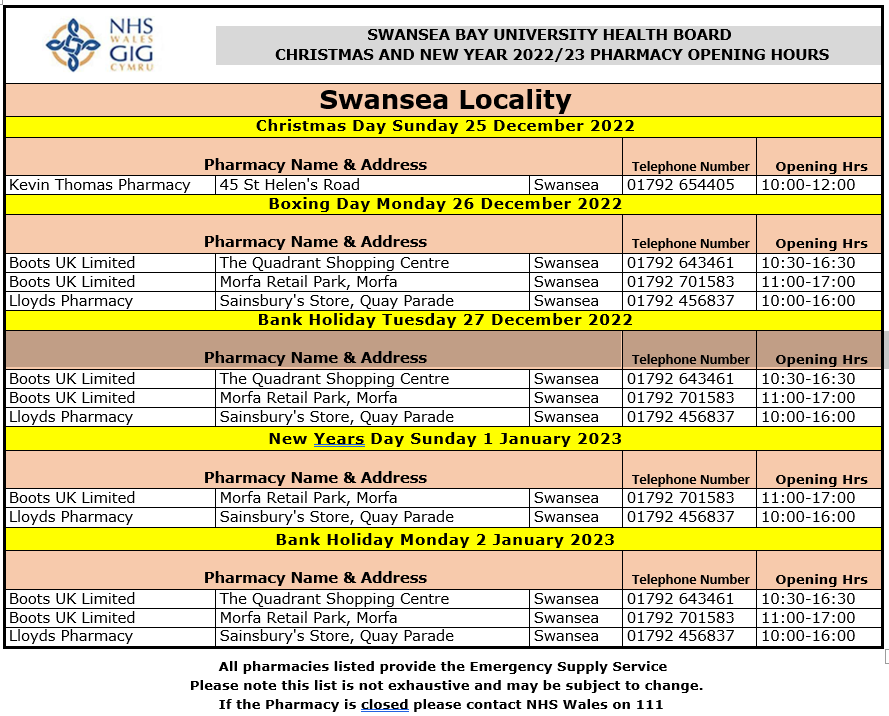 NHS
WALES
GIG
CYMRU
SWANSEA BAY UNIVERSITY HEALTH BOARD
CHRISTMAS AND NEW YEAR 2022/23 PHARMACY OPENING HOURS
Swansea Locality
Christmas Day Sunday 25 December 2022
Pharmacy Name & Address Telephone Number Opening Hrs
Kevin Thomas Pharmacy 45 St Helen's Road Swansea 01792 654405 10:00-12:00
Boxing Day Monday 26 December 2022
Pharmacy Name & Address Telephone Number Opening Hrs
Boots UK Limited The Quadrant Shopping Centre Swansea 01792 643461 10:30-16:30
Boots UK Limited Morfa Retail Park, Morfa Swansea 01792 701583 11:00-17:00
Lloyds Pharmacy Sainsbury's Store, Quay Parade Swansea 01792 456837 10:00-16:00
Bank Holiday Tuesday 27 December 2022
Pharmacy Name & Address Telephone Number Opening Hrs
Boots UK Limited The Quadrant Shopping Centre Swansea 01792 643461 10:30-16:30
Boots UK Limited Morfa Retail Park, Morfa Swansea 01792 701583 11:00-17:00
Lloyds Pharmacy Sainsbury's Store, Quay Parade Swansea 01792 456837 10:00-16:00
New Years Day Sunday 1 January 2023
Pharmacy Name & Address Telephone Number Opening Hrs
Boots UK Limited Morfa Retail Park, Morfa Swansea 01792 701583 11:00-17:00
Lloyds Pharmacy Sainsbury's Store, Quay Parade Swansea 01792 456837 10:00-16:00
Bank Holiday Monday 2 January 2023
Pharmacy Name & Address Telephone Number Opening Hrs
Boots UK Limited The Quadrant Shopping Centre Swansea 01792 643461 10:30-16:30
Boots UK Limited Morfa Retail Park, Morfa Swansea 01792 701583 11:00-17:00
Lloyds Pharmacy Sainsbury's Store, Quay Parade Swansea 01792 456837 10:00-16:00
All pharmacies listed provide the Emergency Supply Service
Please note this list is not exhaustive and may be subject to change.
If the Pharmacy is closed please contact NHS Wales on 111